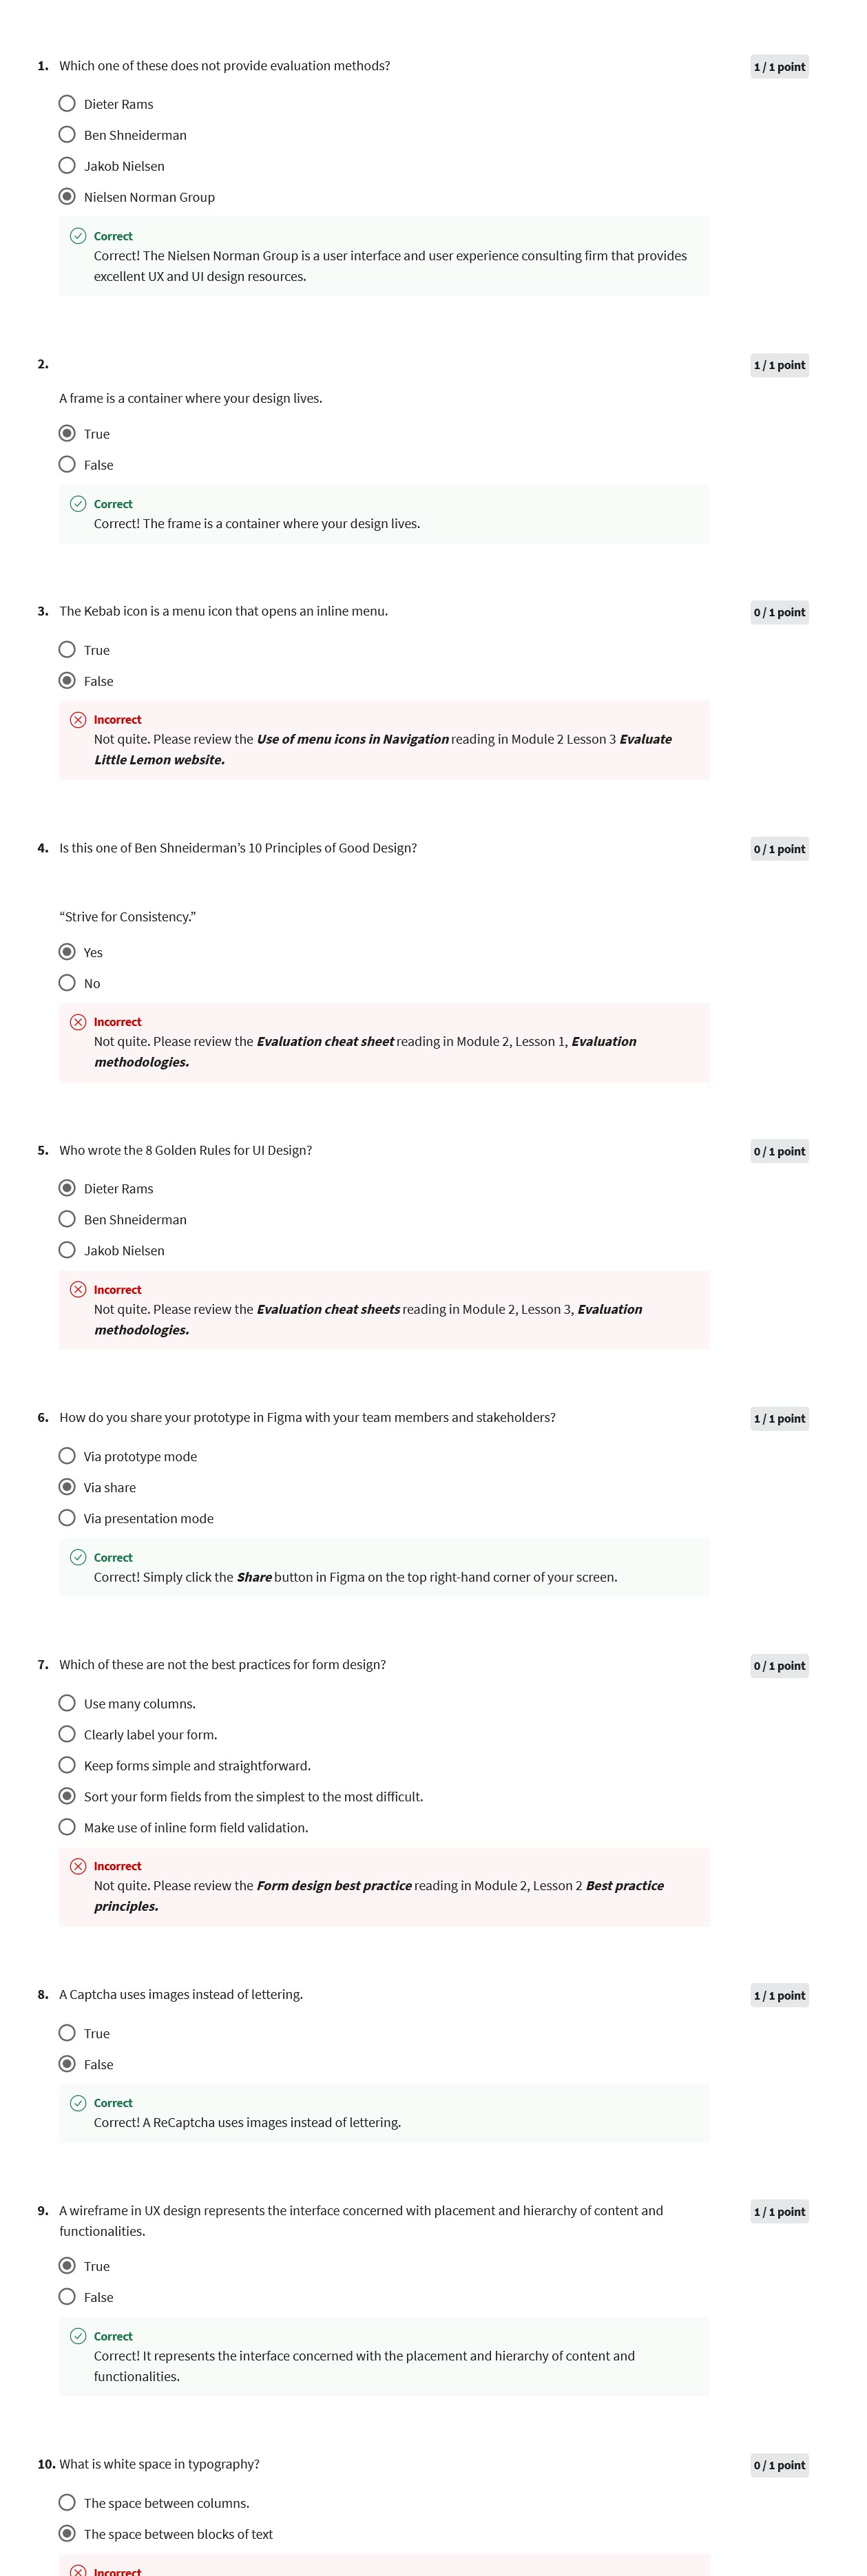 1. Which one of these does not provide evaluation methods?
1 / 1 point
Dieter Rams
Ben Shneiderman
Jakob Nielsen
Nielsen Norman Group
Correct
Correct! The Nielsen Norman Group is a user interface and user experience consulting firm that provides
excellent UX and UI design resources.
2.
1 / 1 point
A frame is a container where your design lives.
True
False
Correct
Correct! The frame is a container where your design lives.
3. The Kebab icon is a menu icon that opens an inline menu.
0 / 1 point
True
False
Incorrect
Not quite. Please review the Use of menu icons in Navigation reading in Module 2 Lesson 3 Evaluate
Little Lemon website.
4. Is this one of Ben Shneiderman’s 10 Principles of Good Design?
0 / 1 point
“Strive for Consistency.”
Yes
No
Incorrect
Not quite. Please review the Evaluation cheat sheet reading in Module 2, Lesson 1, Evaluation
methodologies.
5. Who wrote the 8 Golden Rules for UI Design?
0 / 1 point
Dieter Rams
Ben Shneiderman
Jakob Nielsen
Incorrect
Not quite. Please review the Evaluation cheat sheets reading in Module 2, Lesson 3, Evaluation
methodologies.
6. How do you share your prototype in Figma with your team members and stakeholders?
1 / 1 point
Via prototype mode
Via share
Via presentation mode
Correct
Correct! Simply click the Share button in Figma on the top right-hand corner of your screen.
7. Which of these are not the best practices for form design?
0 / 1 point
Use many columns.
Clearly label your form.
Keep forms simple and straightforward.
Sort your form fields from the simplest to the most difficult.
Make use of inline form field validation.
Incorrect
Not quite. Please review the Form design best practice reading in Module 2, Lesson 2 Best practice
principles.
8. A Captcha uses images instead of lettering.
1 / 1 point
True
False
Correct
Correct! A ReCaptcha uses images instead of lettering.
9. A wireframe in UX design represents the interface concerned with placement and hierarchy of content and
functionalities.
1 / 1 point
True
False
Correct
Correct! It represents the interface concerned with the placement and hierarchy of content and
functionalities.
10. What is white space in typography?
0 / 1 point
The space between columns.
The space between blocks of text
Incorrect